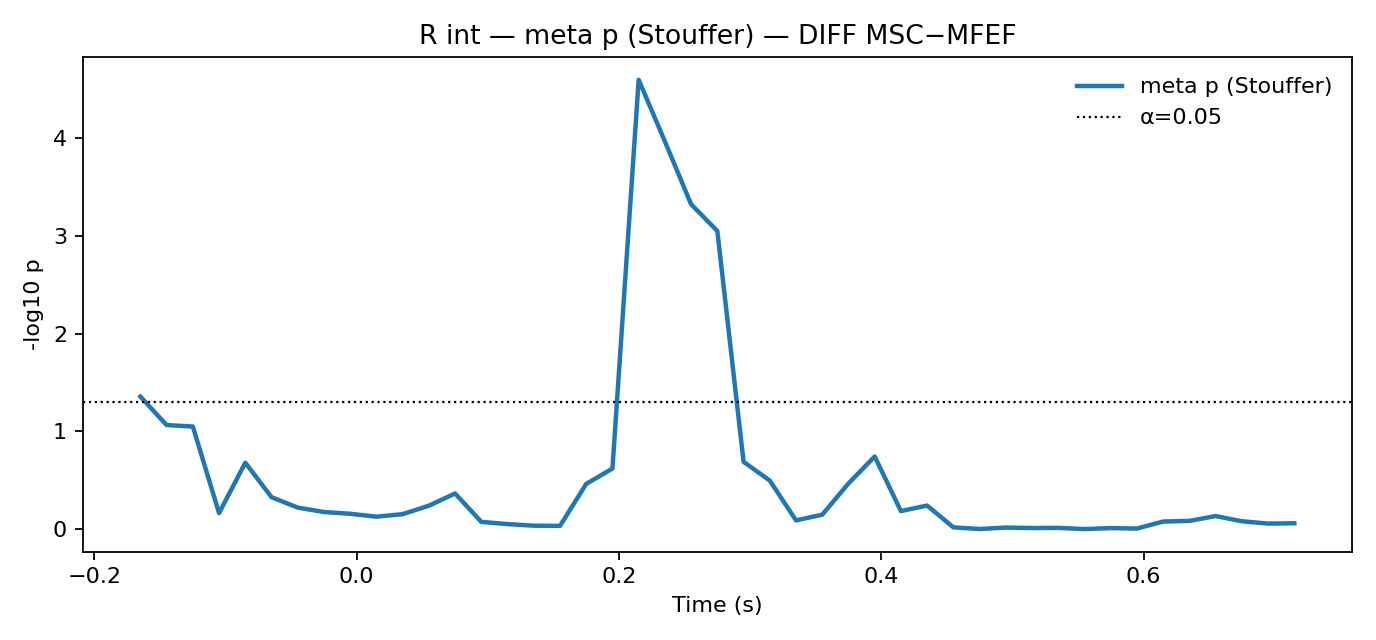 R int — meta p (Stouffer) — DIFF MSC−MFEF
meta p (Stouffer)
α=0.05
-log10 p
4
3
2
1
0
−0.2
0.0
0.2
0.4
0.6
Time (s)